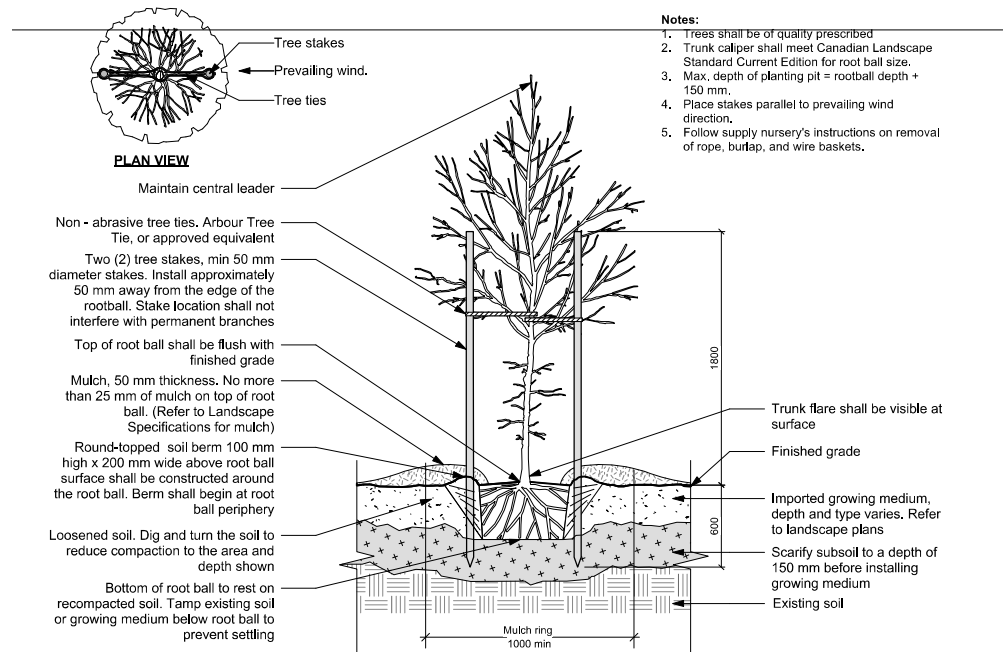 Tree stakes
Prevailing wind.
Tree ties
PLAN VIEW
Notes:
1. Trees shall be of quality prescribed
2. Trunk caliper shall meet Canadian Landscape
Standard Current Edition for root ball size.
3. Max. depth of planting pit = rootball depth +
150 mm.
4. Place stakes parallel to prevailing wind
direction.
5. Follow supply nursery's instructions on removal
of rope, burlap, and wire baskets.
Maintain central leader
Non - abrasive tree ties. Arbour Tree
Tie, or approved equivalent
Two (2) tree stakes, min 50 mm
diameter stakes. Install approximately
50 mm away from the edge of the
rootball. Stake location shall not
interfere with permanent branches
Top of root ball shall be flush with
finished grade
Mulch, 50 mm thickness. No more
than 25 mm of mulch on top of root
ball. (Refer to Landscape
Specifications for mulch)
Round-topped soil berm 100 mm
high x 200 mm wide above root ball
surface shall be constructed around
the root ball. Berm shall begin at root
ball periphery
Loosened soil. Dig and turn the soil to
reduce compaction to the area and
depth shown
Bottom of root ball to rest on
recompacted soil. Tamp existing soil
or growing medium below root ball to
prevent settling
1800
600
Trunk flare shall be visible at
surface
Finished grade
Imported growing medium,
depth and type varies. Refer
to landscape plans
Scarify subsoil to a depth of
150 mm before installing
growing medium
Existing soil
Mulch ring
1000 min